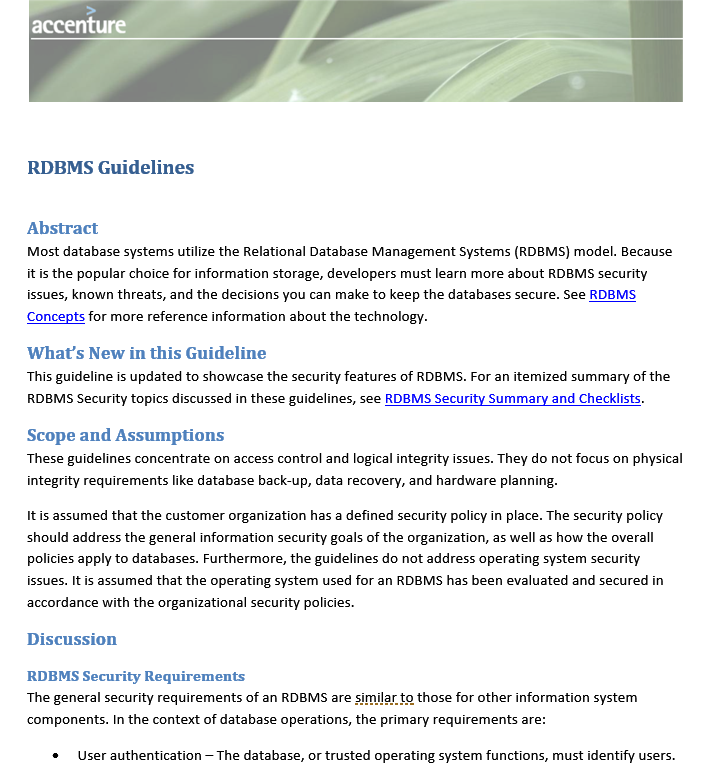 accenture
RDBMS Guidelines
Abstract
Most database systems utilize the Relational Database Management Systems (RDBMS) model. Because
it is the popular choice for information storage, developers must learn more about RDBMS security
issues, known threats, and the decisions you can make to keep the databases secure. See RDBMS
Concepts for more reference information about the technology.
What's New in this Guideline
This guideline is updated to showcase the security features of RDBMS. For an itemized summary of the
RDBMS Security topics discussed in these guidelines, see RDBMS Security Summary and Checklists.
Scope and Assumptions
These guidelines concentrate on access control and logical integrity issues. They do not focus on physical
integrity requirements like database back-up, data recovery, and hardware planning.
It is assumed that the customer organization has a defined security policy in place. The security policy
should address the general information security goals of the organization, as well as how the overall
policies apply to databases. Furthermore, the guidelines do not address operating system security
issues. It is assumed that the operating system used for an RDBMS has been evaluated and secured in
accordance with the organizational security policies.
Discussion
RDBMS Security Requirements
The general security requirements of an RDBMS are similar to those for other information system
components. In the context of database operations, the primary requirements are:
• User authentication – The database, or trusted operating system functions, must identify users.